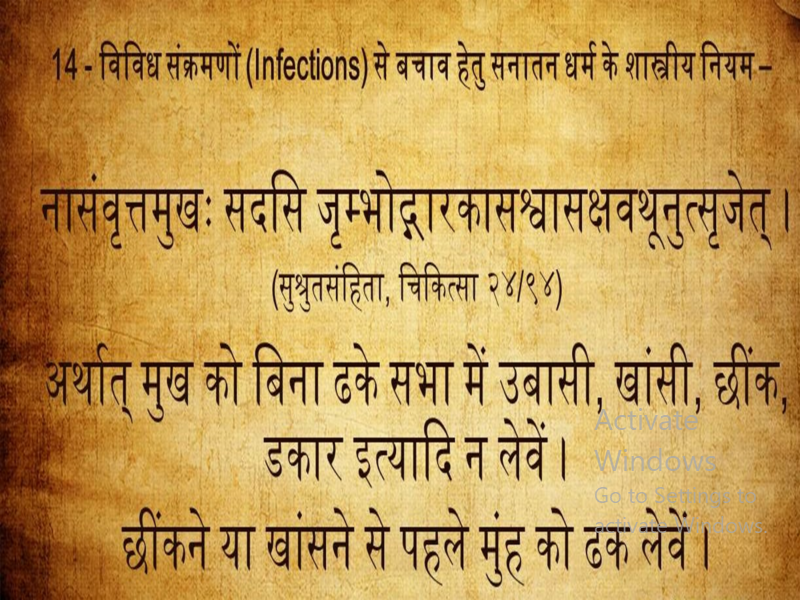 14 - विविध संक्रमणों (Infections) से बचाव हेतु सनातन धर्म के शास्त्रीय नियम –
नासंवृत्तमुखः सदसि जृम्भोद्गारकासश्वासक्षवथूनुत्सृजेत् ।
(सुश्रुतसंहिता, चिकित्सा २४/९४)
अर्थात् मुख को बिना ढके सभा में उबासी, खांसी, छींक,
डकार इत्यादि न लेवें ।
छींकने या खांसने से पहले मुंह को ढक लेवें ।
Activate
Windows
Go to Settings to
activate Windows.